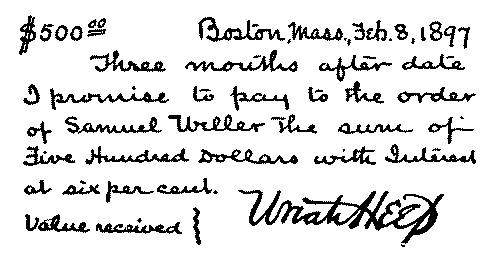 $500 00 Boston, Mass., Feb. 8, 1897
Three months after date
I promise to pay to the order
of Samuel Weller the sum of
Five Hundred Dollars with Interest
at six per cent.
Value received } Uriah Heep